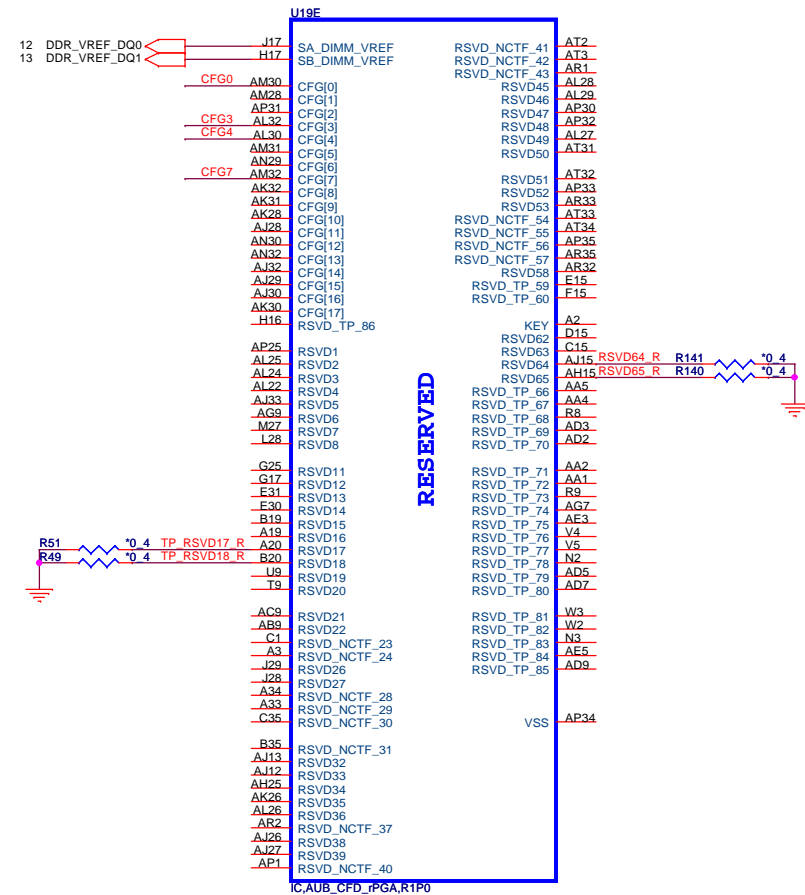 U19E
12 DDR_VREF_DQ0 J17 SA_DIMM_VREF RSVD_NCTF_41 AT2
13 DDR_VREF_DQ1 H17 SB_DIMM_VREF RSVD_NCTF_42 AT3
RSVD_NCTF_43 AR1
CFG0 AM30 CFG[0] RSVD45 AL28
AM28 CFG[1] RSVD46 AL29
AP31 CFG[2] RSVD47 AP30
CFG3 AL32 CFG[3] RSVD48 AP32
CFG4 AL30 CFG[4] RSVD49 AL27
AM31 CFG[5] RSVD50 AT31
AN29 CFG[6]
CFG7 AM32 CFG[7] RSVD51 AT32
AK32 CFG[8] RSVD52 AP33
AK31 CFG[9] RSVD53 AR33
AK28 CFG[10] RSVD_NCTF_54 AT33
AJ28 CFG[11] RSVD_NCTF_55 AT34
AN30 CFG[12] RSVD_NCTF_56 AP35
AN32 CFG[13] RSVD_NCTF_57 AR35
AJ32 CFG[14] RSVD58 AR32
AJ29 CFG[15] RSVD_TP_59 E15
AJ30 CFG[16] RSVD_TP_60 F15
AK30 CFG[17]
H16 RSVD_TP_86 KEY A2
RSVD62 D15
AP25 RSVD1 RSVD63 C15
AL25 RSVD2 RSVD64 AJ15 RSVD64_R R141 *0_4
AL24 RSVD3 RSVD65 AH15 RSVD65_R R140 *0_4
AL22 RSVD4 RSVD_TP_66 AA5
AJ33 RSVD5 RSVD_TP_67 AA4
AG9 RSVD6 RSVD_TP_68 R8
M27 RSVD7 RSVD_TP_69 AD3
L28 RSVD8 RSVD_TP_70 AD2
RESERVED
G25 RSVD11 RSVD_TP_71 AA2
G17 RSVD12 RSVD_TP_72 AA1
E31 RSVD13 RSVD_TP_73 R9
E30 RSVD14 RSVD_TP_74 AG7
B19 RSVD15 RSVD_TP_75 AE3
A19 RSVD16 RSVD_TP_76 V4
R51 *0_4 TP_RSVD17_R A20 RSVD17 RSVD_TP_77 V5
R49 *0_4 TP_RSVD18_R B20 RSVD18 RSVD_TP_78 N2
U9 RSVD19 RSVD_TP_79 AD5
T9 RSVD20 RSVD_TP_80 AD7
AC9 RSVD21 RSVD_TP_81 W3
AB9 RSVD22 RSVD_TP_82 W2
C1 RSVD_NCTF_23 RSVD_TP_83 N3
A3 RSVD_NCTF_24 RSVD_TP_84 AE5
J29 RSVD26 RSVD_TP_85 AD9
J28 RSVD27
A34 RSVD_NCTF_28
A33 RSVD_NCTF_29
C35 RSVD_NCTF_30 VSS AP34
B35 RSVD_NCTF_31
AJ13 RSVD32
AJ12 RSVD33
AH25 RSVD34
AK26 RSVD35
AL26 RSVD36
AR2 RSVD_NCTF_37
AJ26 RSVD38
AJ27 RSVD39
AP1 RSVD_NCTF_40
IC,AUB_CFD_rPGA,R1P0